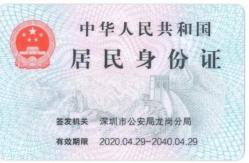 中华人民共和国
居民身份证
签发机关 深圳市公安局龙岗分局
有效期限 2020.04.29-2040.04.29